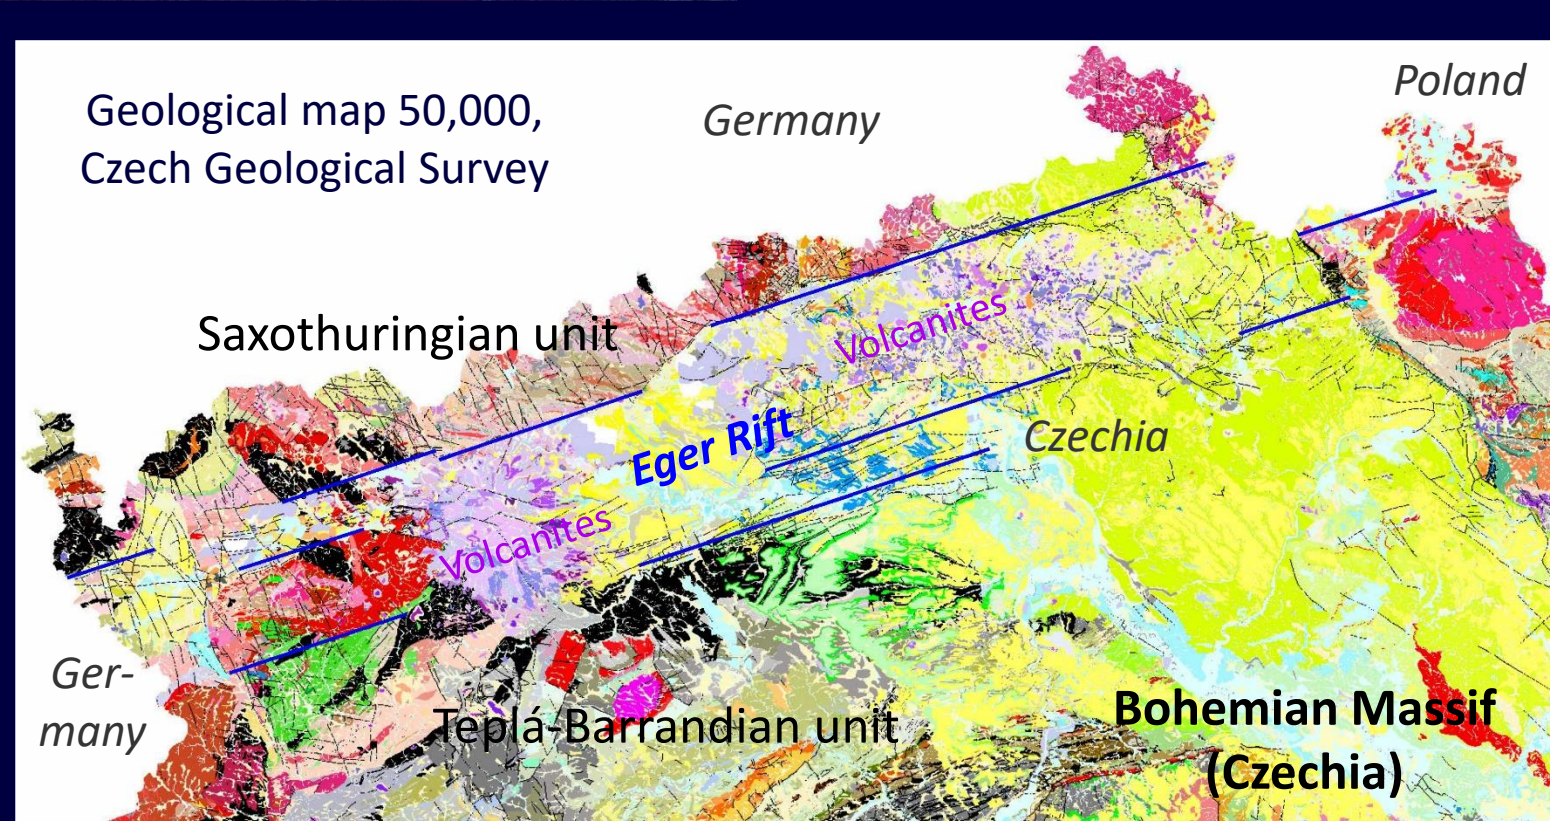 Geological map 50,000,
Czech Geological Survey
Germany
Poland
Saxothuringian unit
Volcanites
Eger Rift
Czechia
Volcanites
Ger-
many
Teplá-Barrandian unit
Bohemian Massif
(Czechia)